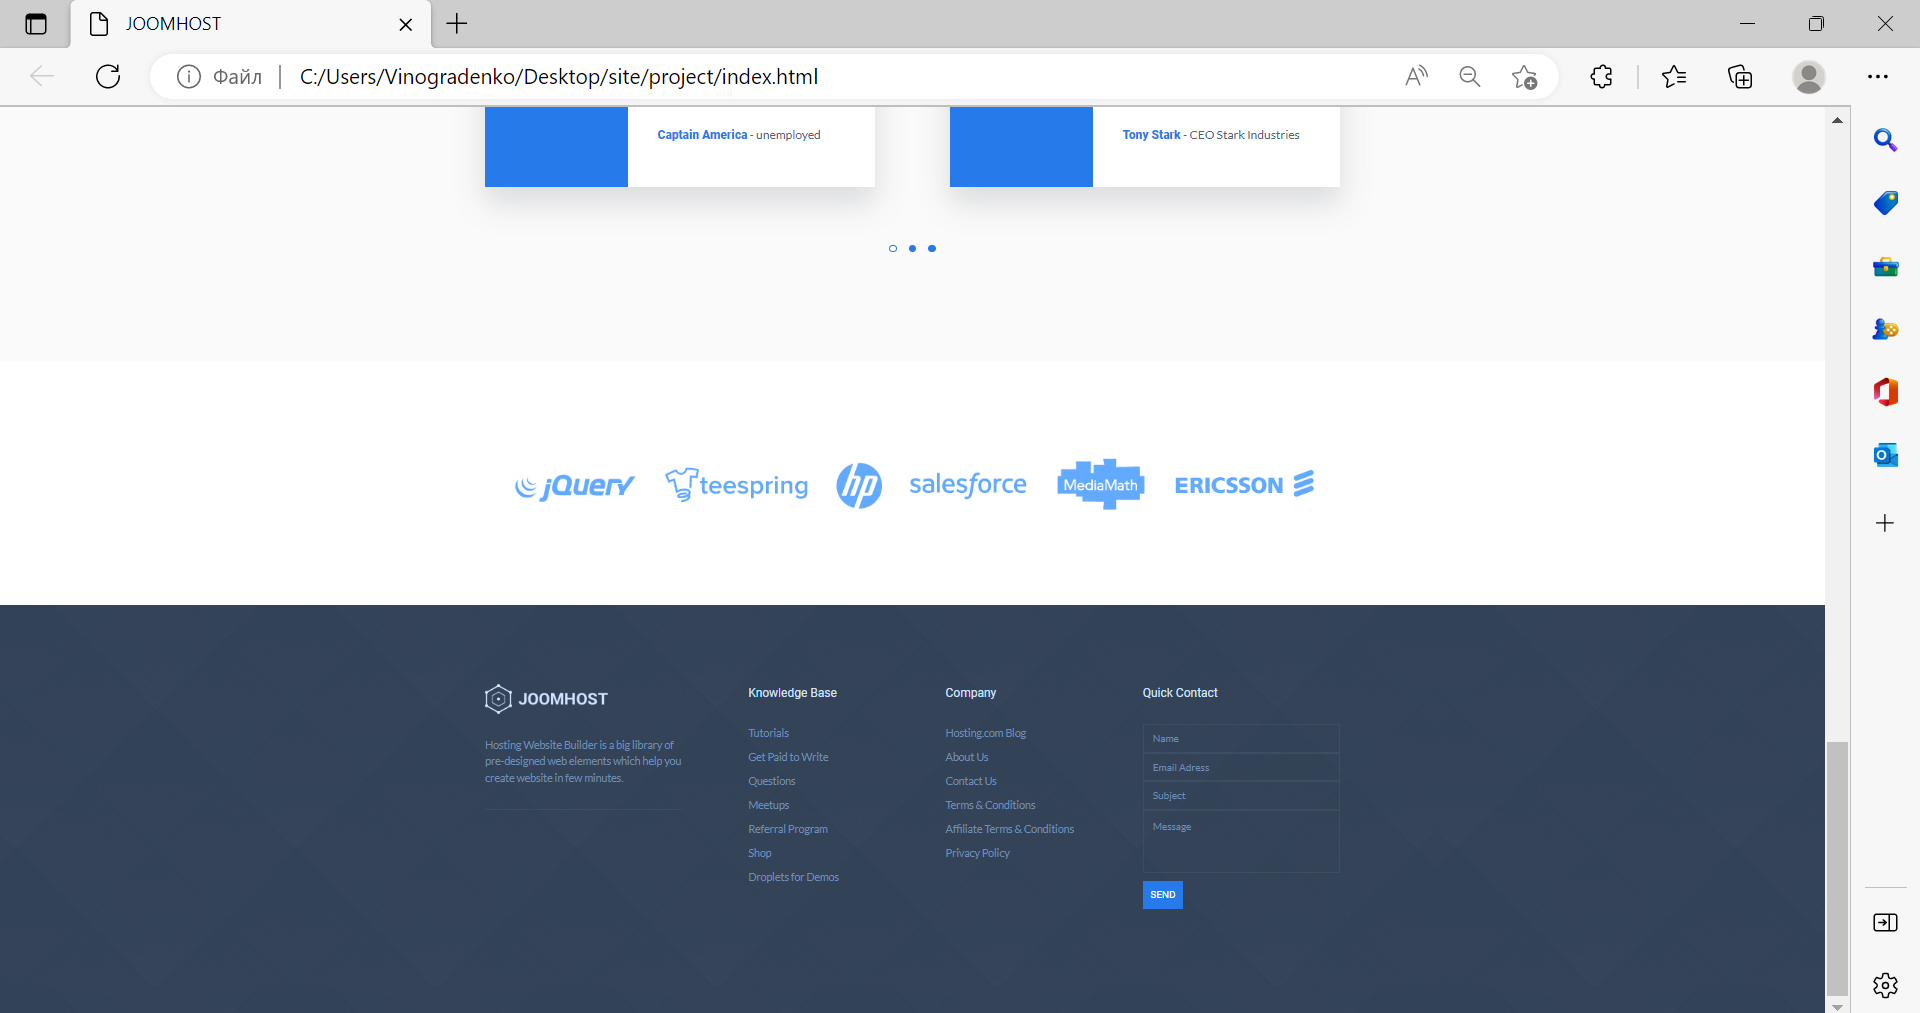 JOOMHOST
Файл
C:/Users/Vinogradenko/Desktop/site/project/index.html
Captain America - unemployed
Tony Stark - CEO Stark Industries
jQuery
teespring
hp
salesforce
MediaMath
ERICSSON
JOOMHOST
Hosting Website Builder is a big library of
pre-designed web elements which help you
create website in few minutes.
Knowledge Base
Tutorials
Get Paid to Write
Questions
Meetups
Referral Program
Shop
Droplets for Demos
Company
Hosting.com Blog
About Us
Contact Us
Terms & Conditions
Affiliate Terms & Conditions
Privacy Policy
Quick Contact
Name
Email Adress
Subject
Message
SEND